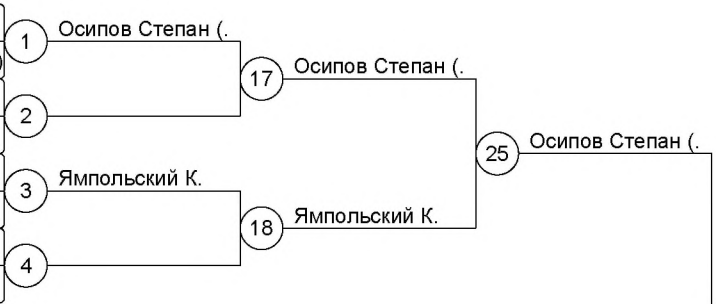 1 Осипов Степан (.
17 Осипов Степан (.
2
25 Осипов Степан (.
3 Ямпольский К.
18 Ямпольский К.
4